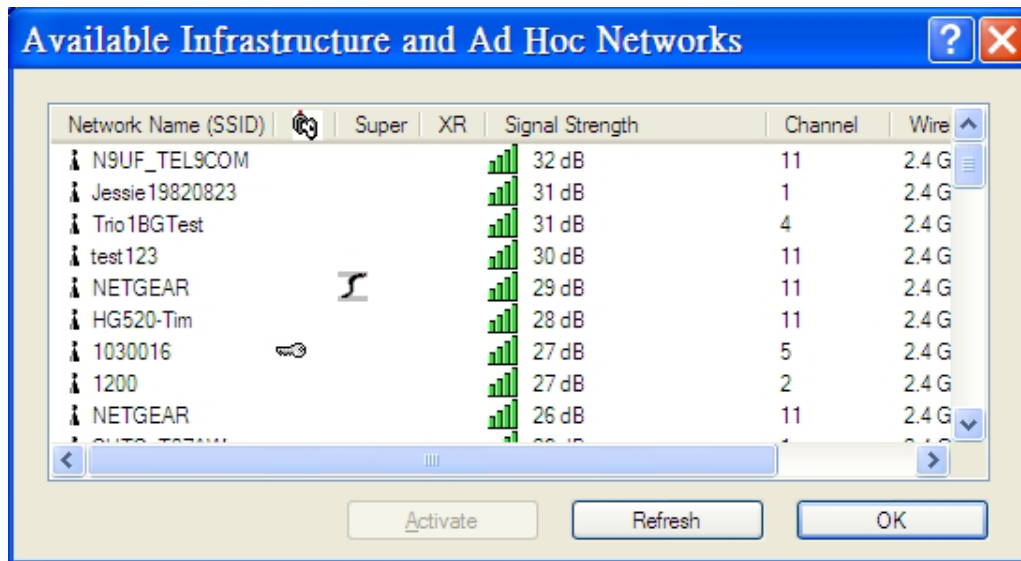 Available Infrastructure and Ad Hoc Networks
Network Name (SSID) Super XR Signal Strength Channel Wire
N9UF_TEL9COM 32 dB 11 2.4 G
Jessie19820823 31 dB 1 2.4 G
Trio1BGTest 31 dB 4 2.4 G
test123 30 dB 11 2.4 G
NETGEAR 29 dB 11 2.4 G
HG520-Tim 28 dB 11 2.4 G
1030016 27 dB 5 2.4 G
1200 27 dB 2 2.4 G
NETGEAR 26 dB 11 2.4 G
Activate Refresh OK